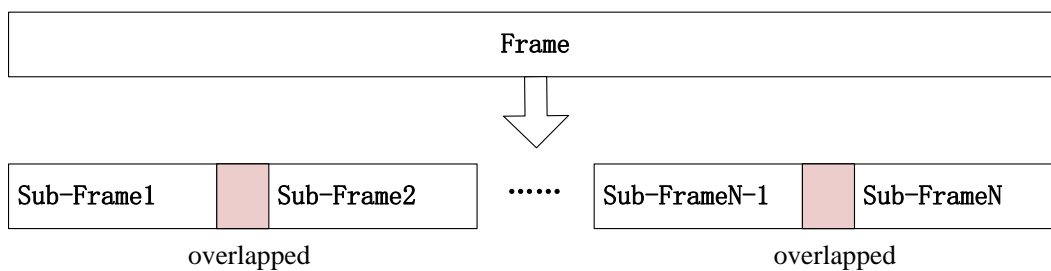 Frame
Sub-Frame1 Sub-Frame2 ······ Sub-FrameN-1 Sub-FrameN
overlapped overlapped